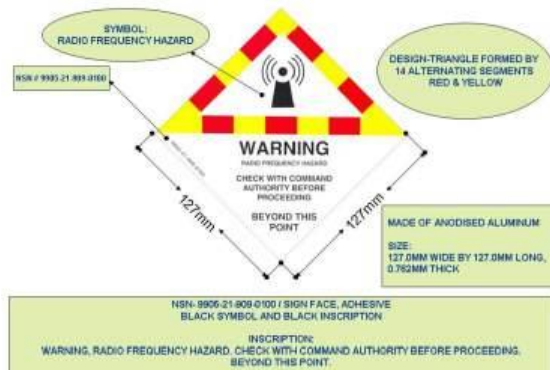 SYMBOL:
RADIO FREQUENCY HAZARD
NSN # 9905-21-909-0100
DESIGN-TRIANGLE FORMED BY
14 ALTERNATING SEGMENTS
RED & YELLOW
WARNING
RADIO FREQUENCY HAZARD
CHECK WITH COMMAND
AUTHORITY BEFORE
PROCEEDING
BEYOND THIS
POINT
127mm
127mm
MADE OF ANODISED ALUMINUM
SIZE:
127.0MM WIDE BY 127.0MM LONG,
0.762MM THICK
NSN- 9905-21-909-0100 / SIGN FACE, ADHESIVE
BLACK SYMBOL AND BLACK INSCRIPTION
INSCRIPTION:
WARNING, RADIO FREQUENCY HAZARD. CHECK WITH COMMAND AUTHORITY BEFORE PROCEEDING.
BEYOND THIS POINT.